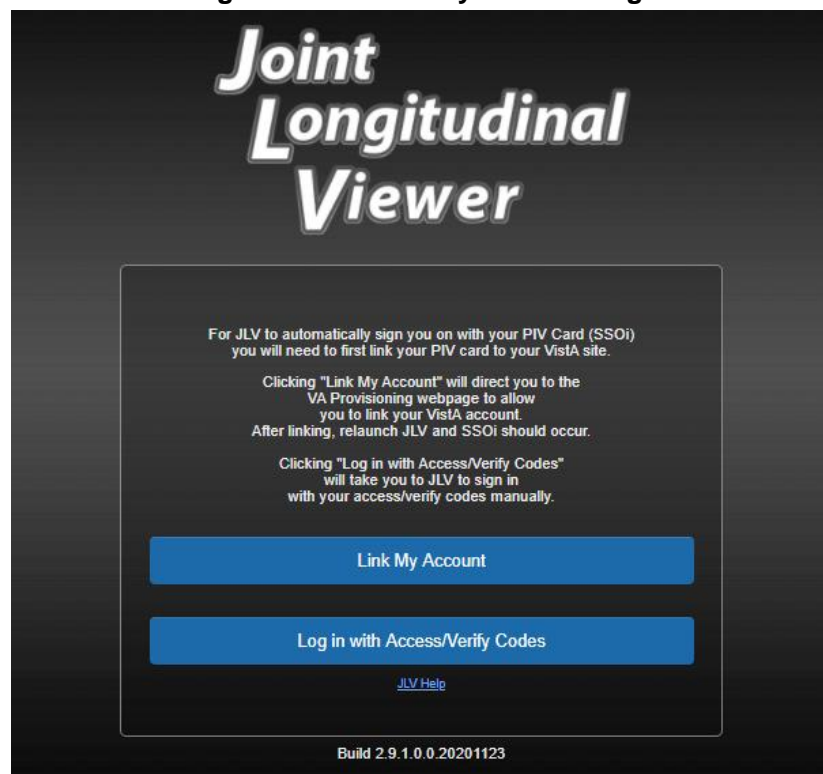 Joint
Longitudinal
Viewer
For JLV to automatically sign you on with your PIV Card (SSOi)
you will need to first link your PIV card to your VistA site.
Clicking "Link My Account" will direct you to the
VA Provisioning webpage to allow
you to link your VistA account.
After linking, relaunch JLV and SSOi should occur.
Clicking "Log in with Access/Verify Codes"
will take you to JLV to sign in
with your access/verify codes manually.
Link My Account
Log in with Access/Verify Codes
JLV Help
Build 2.9.1.0.0.20201123